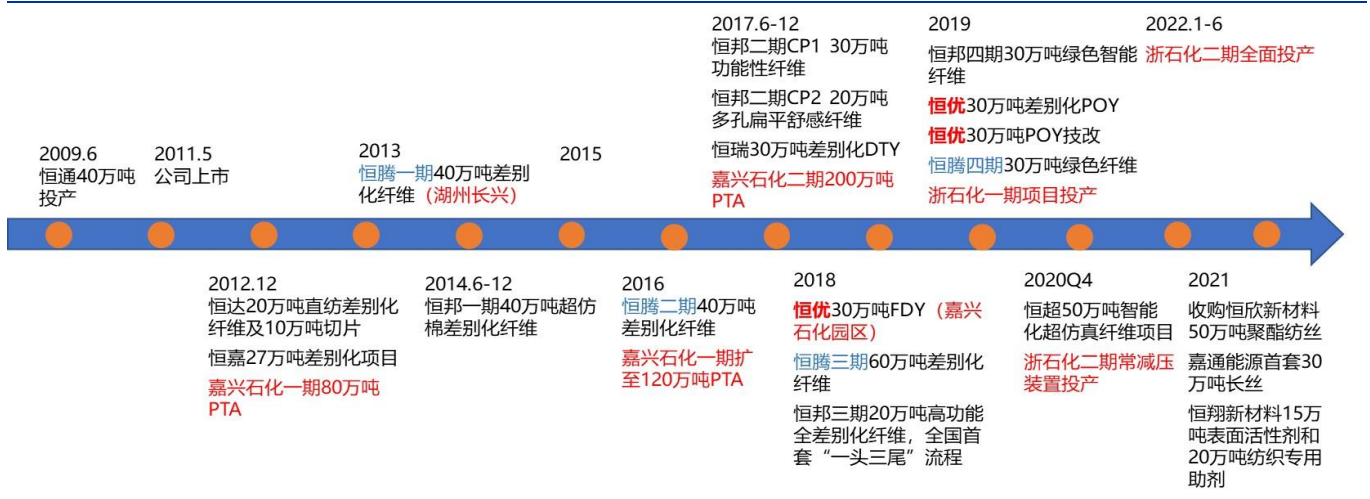 2009.6
恒通40万吨
投产
2011.5
公司上市
2012.12
恒达20万吨直纺差别化
纤维及10万吨切片
恒嘉27万吨差别化项目
嘉兴石化一期80万吨
PTA
2013
恒腾一期40万吨差别
化纤维（湖州长兴）
2014.6-12
恒邦一期40万吨超仿
棉差别化纤维
2015
2016
恒腾二期40万吨
差别化纤维
嘉兴石化一期扩
至120万吨PTA
2017.6-12
恒邦二期CP1 30万吨
功能性纤维
恒邦二期CP2 20万吨
多孔扁平舒感纤维
恒瑞30万吨差别化DTY
嘉兴石化二期200万吨
PTA
2018
恒优30万吨FDY（嘉兴
石化园区）
恒腾三期60万吨差别化
纤维
恒邦三期20万吨高功能
全差别化纤维，全国首
套“一头三尾”流程
2019
恒邦四期30万吨绿色智能
纤维
恒优30万吨差别化POY
恒优30万吨POY技改
恒腾四期30万吨绿色纤维
浙石化一期项目投产
2020Q4
恒超50万吨智能
化超仿真纤维项目
浙石化二期常减压
装置投产
2022.1-6
浙石化二期全面投产
2021
收购恒欣新材料
50万吨聚酯纺丝
嘉通能源首套30
万吨长丝
恒翔新材料15万
吨表面活性剂和
20万吨纺织专用
助剂